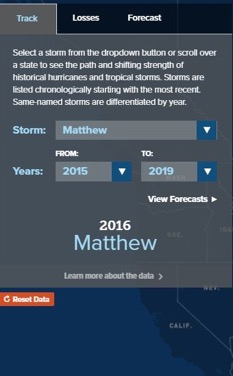 Track Losses Forecast
Select a storm from the dropdown button or scroll over
a state to see the path and shifting strength of
historical hurricanes and tropical storms. Storms are
listed chronologically starting with the most recent.
Same-named storms are differentiated by year.
Storm: Matthew
FROM: TO:
Years: 2015 2019
View Forecasts
2016
Matthew
Learn more about the data
Reset Data
NEV.
CALIF.